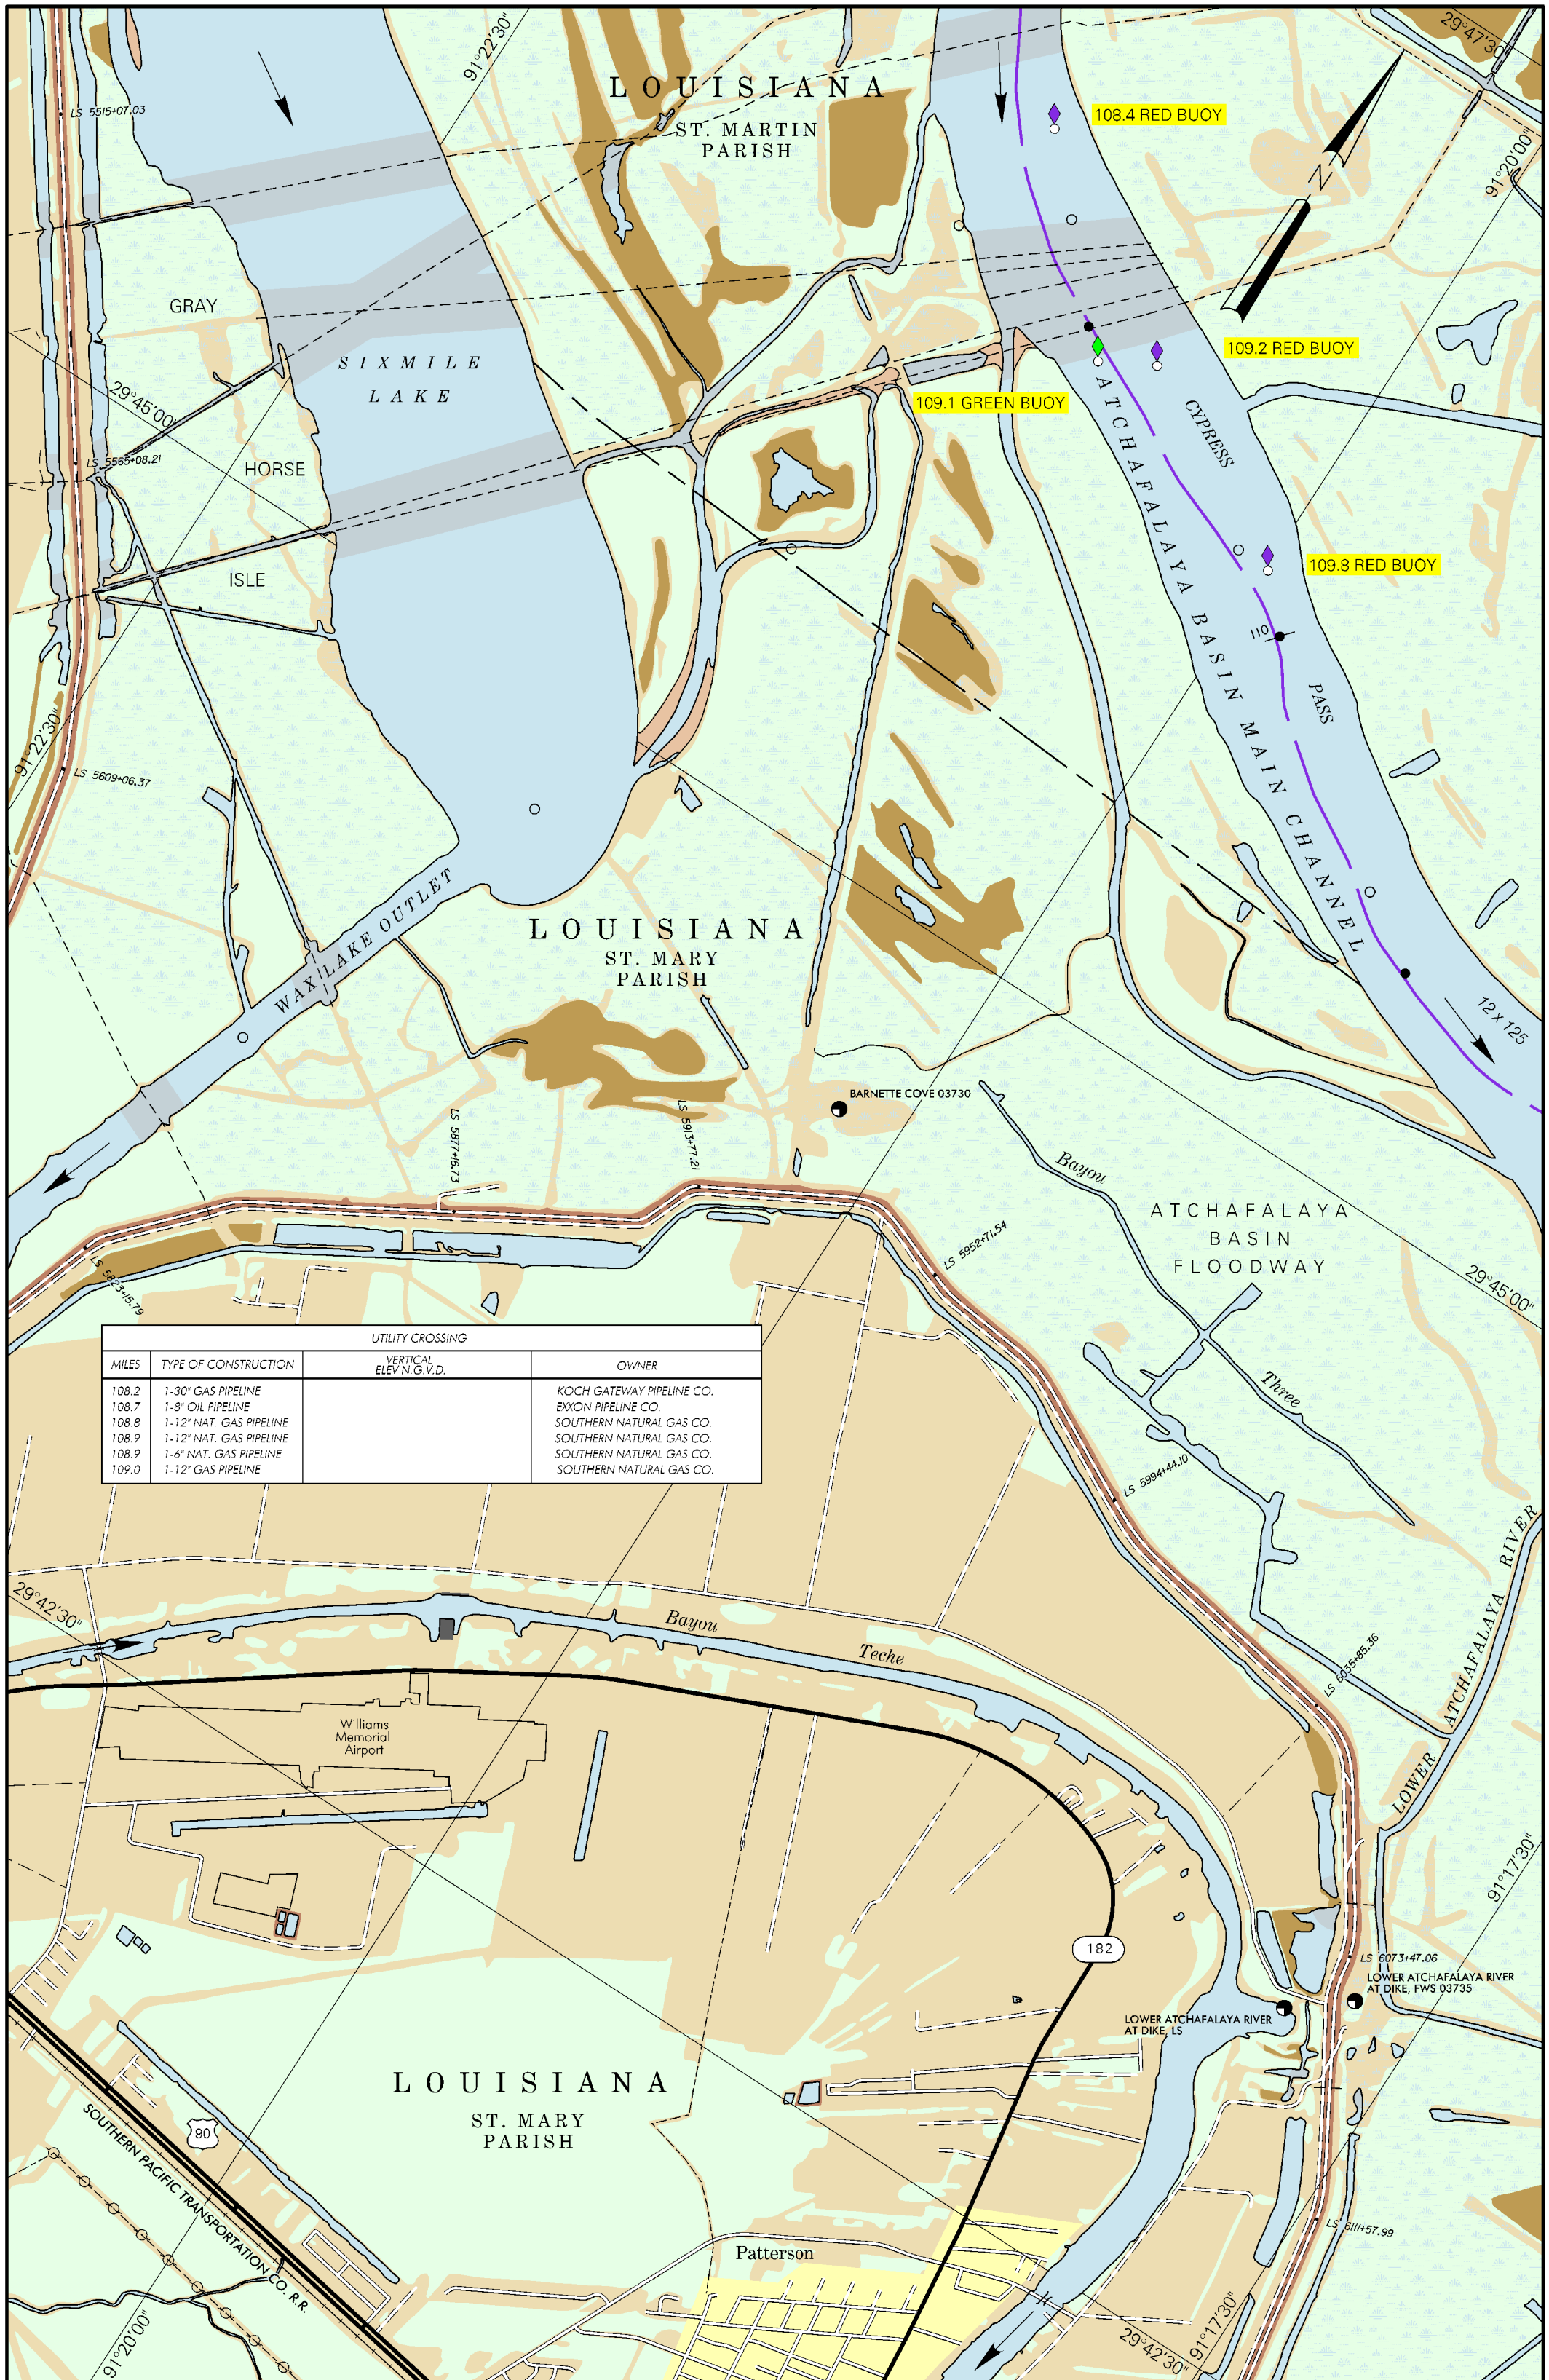 29°47'30"
91°22'30"
LOUISIANA
ST. MARTIN
PARISH
LS 5515+07.03
108.4 RED BUOY
91°20'00"
N
GRAY
SIXMILE
LAKE
109.2 RED BUOY
29°45'00"
109.1 GREEN BUOY
CYPRESS
LS 5565+08.21
HORSE
ATCHAFALAYA BASIN MAIN CHANNEL
ISLE
109.8 RED BUOY
110
PASS
91°22'30"
LS 5609+06.37
WAX LAKE OUTLET
LOUISIANA
ST. MARY
PARISH
12 x 125
BARNETTE COVE 03730
LS 5877+16.73
LS 5913+77.21
Bayou
ATCHAFALAYA
BASIN
FLOODWAY
LS 5952+71.54
LS 5823+15.79
29°45'00"
UTILITY CROSSING
MILES TYPE OF CONSTRUCTION VERTICAL ELEV N.G.V.D. OWNER
108.2 1-30" GAS PIPELINE KOCH GATEWAY PIPELINE CO.
108.7 1-8" OIL PIPELINE EXXON PIPELINE CO.
108.8 1-12" NAT. GAS PIPELINE SOUTHERN NATURAL GAS CO.
108.9 1-12" NAT. GAS PIPELINE SOUTHERN NATURAL GAS CO.
108.9 1-6" NAT. GAS PIPELINE SOUTHERN NATURAL GAS CO.
109.0 1-12" GAS PIPELINE SOUTHERN NATURAL GAS CO.
Three
LS 5994+44.10
29°42'30"
Bayou
Teche
LOWER ATCHAFALAYA RIVER
LS 6035+85.36
Williams
Memorial
Airport
91°17'30"
182
LS 6073+47.06
LOWER ATCHAFALAYA RIVER
AT DIKE, FWS 03735
LOWER ATCHAFALAYA RIVER
AT DIKE, LS
LOUISIANA
ST. MARY
PARISH
90
SOUTHERN PACIFIC TRANSPORTATION CO. R.R.
LS 6111+57.99
Patterson
91°20'00"
29°42'30"
91°17'30"